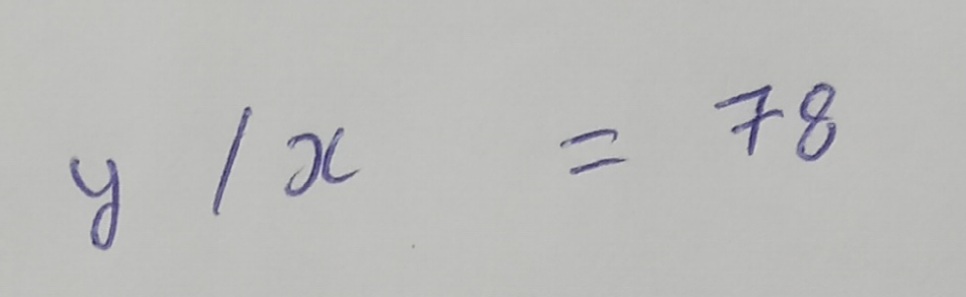 y / x = 78